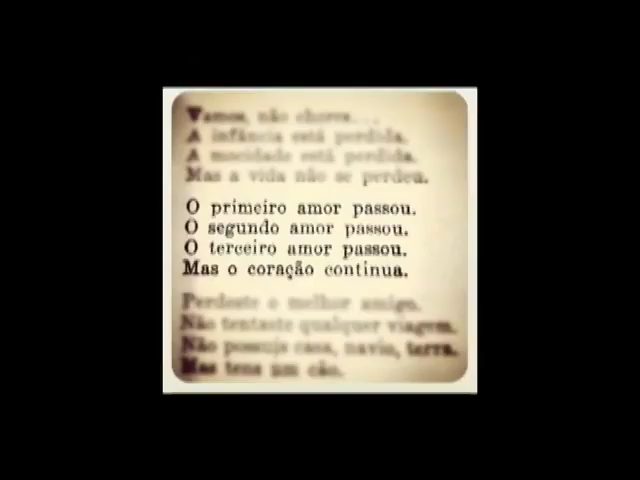 Vamos, não chores...
A infância está perdida.
A mocidade está perdida.
Mas a vida não se perdeu.
O primeiro amor passou.
O segundo amor passou.
O terceiro amor passou.
Mas o coração continua.
Perdeste o melhor amigo.
Não tentaste qualquer viagem.
Não possuis casa, navio, terra.
Mas tens um cão.